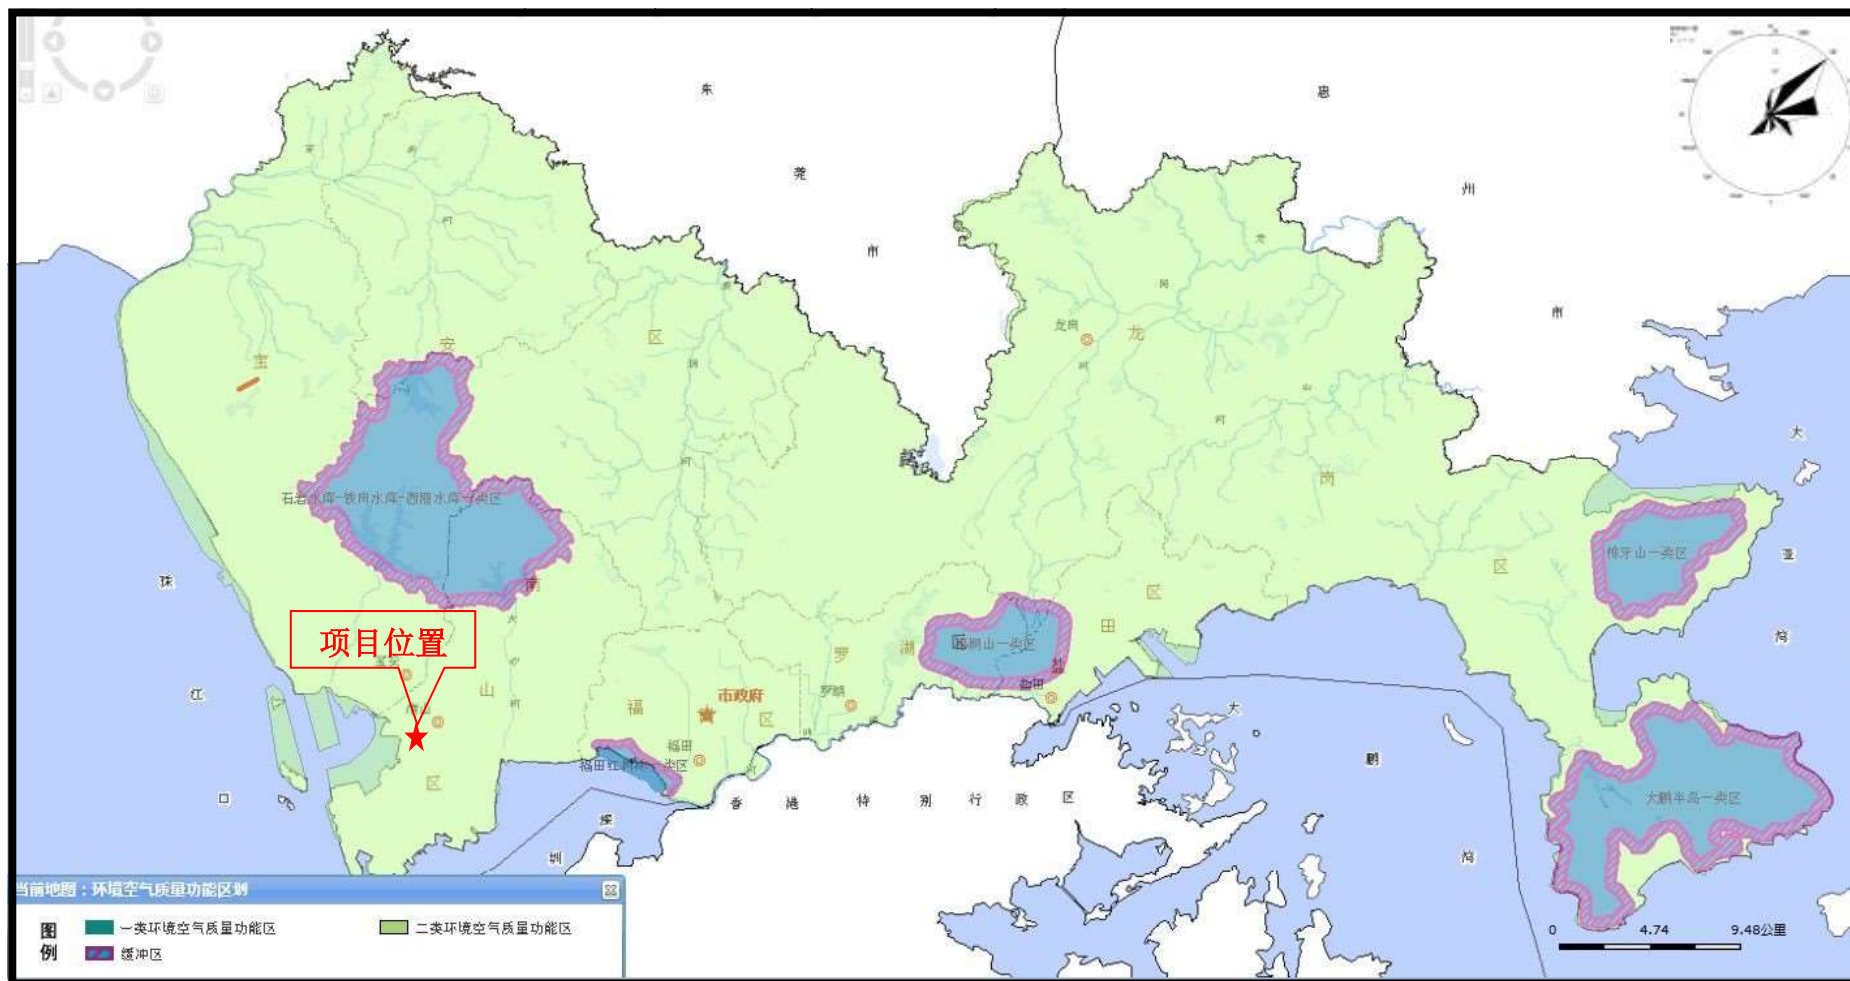 东
莞
市
惠
州
市
宝
安
区
龙岗
龙
岗
区
石岩水库-铁岗水库-西丽水库一类区
南
山
区
项目位置
福
田
区
市政府
福田
福田红树林一类区
罗
湖
区
罗湖
梧桐山一类区
盐
田
区
盐田
排牙山一类区
大鹏半岛一类区
大
亚
湾
大
鹏
湾
珠
江
口
深
圳
香 港 特 别 行 政 区
当前地图：环境空气质量功能区划
图
例
一类环境空气质量功能区
二类环境空气质量功能区
缓冲区
0 4.74 9.48公里